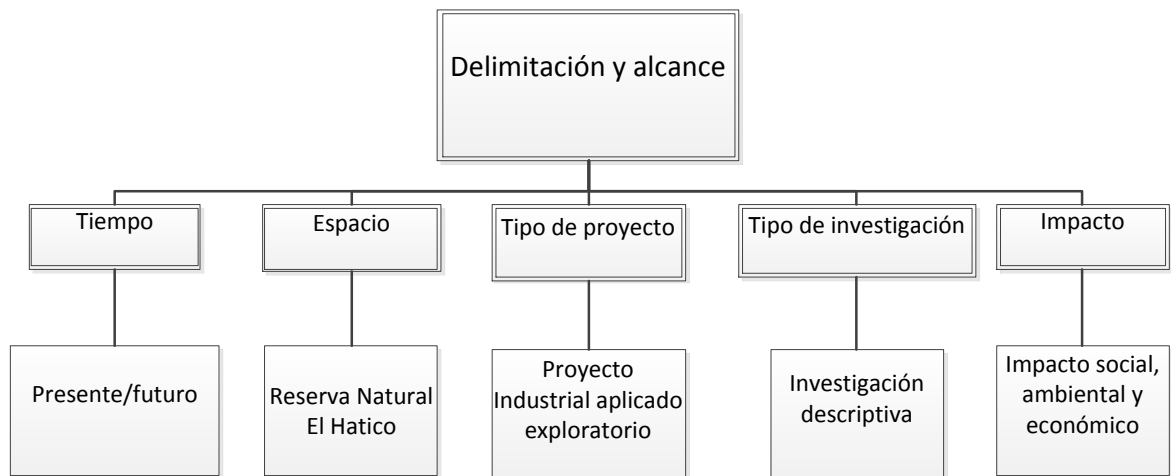 Delimitación y alcance
Tiempo
Espacio
Tipo de proyecto
Tipo de investigación
Impacto
Presente/futuro
Reserva Natural
El Hatico
Proyecto
Industrial aplicado
exploratorio
Investigación
descriptiva
Impacto social,
ambiental y
económico